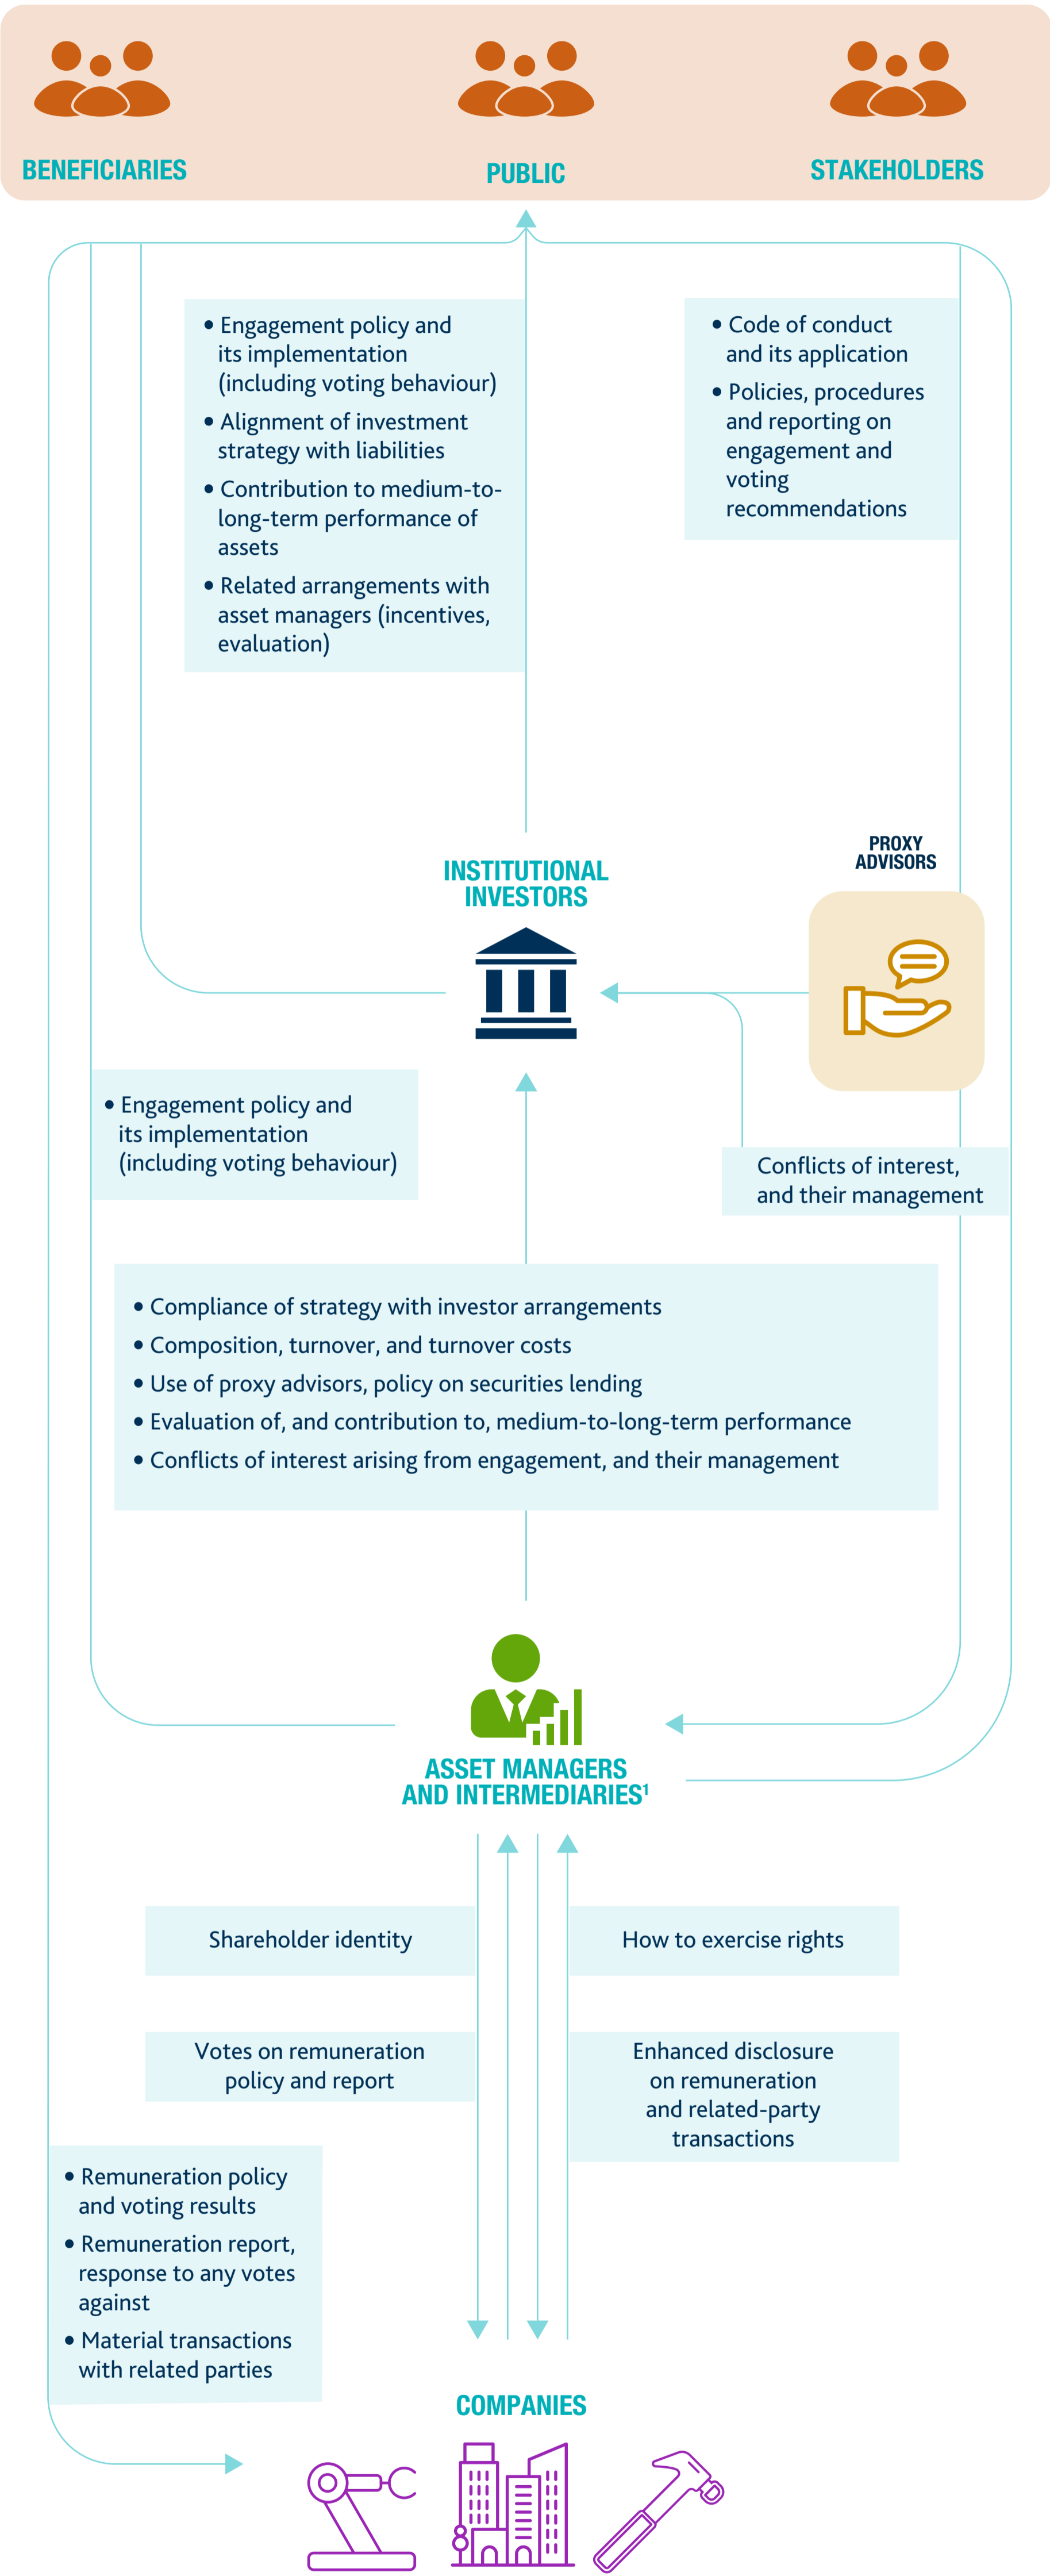 BENEFICIARIES
PUBLIC
STAKEHOLDERS
• Engagement policy and
its implementation
(including voting behaviour)
• Alignment of investment
strategy with liabilities
• Contribution to medium-to-
long-term performance of
assets
• Related arrangements with
asset managers (incentives,
evaluation)
• Code of conduct
and its application
• Policies, procedures
and reporting on
engagement and
voting
recommendations
INSTITUTIONAL
INVESTORS
PROXY
ADVISORS
• Engagement policy and
its implementation
(including voting behaviour)
Conflicts of interest,
and their management
• Compliance of strategy with investor arrangements
• Composition, turnover, and turnover costs
• Use of proxy advisors, policy on securities lending
• Evaluation of, and contribution to, medium-to-long-term performance
• Conflicts of interest arising from engagement, and their management
ASSET MANAGERS
AND INTERMEDIARIES¹
Shareholder identity
How to exercise rights
Votes on remuneration
policy and report
Enhanced disclosure
on remuneration
and related-party
transactions
• Remuneration policy
and voting results
• Remuneration report,
response to any votes
against
• Material transactions
with related parties
COMPANIES